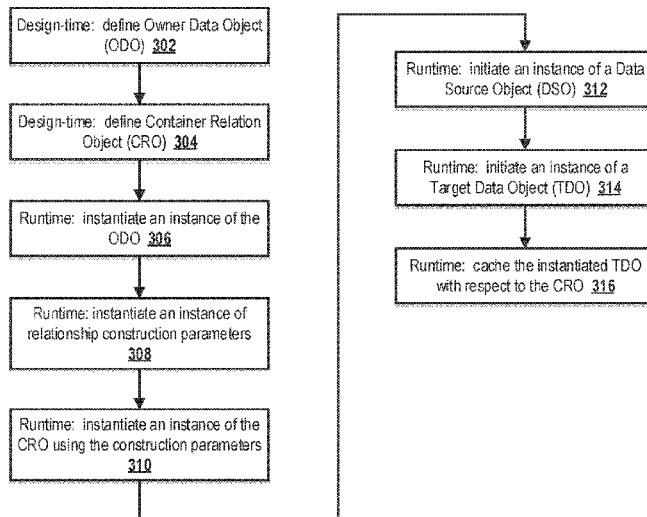 Design-time: define Owner Data Object
(ODO) 302
Design-time: define Container Relation
Object (CRO) 304
Runtime: instantiate an instance of the
ODO 306
Runtime: instantiate an instance of
relationship construction parameters
308
Runtime: instantiate an instance of the
CRO using the construction parameters
310
Runtime: initiate an instance of a Data
Source Object (DSO) 312
Runtime: initiate an instance of a
Target Data Object (TDO) 314
Runtime: cache the instantiated TDO
with respect to the CRO 316